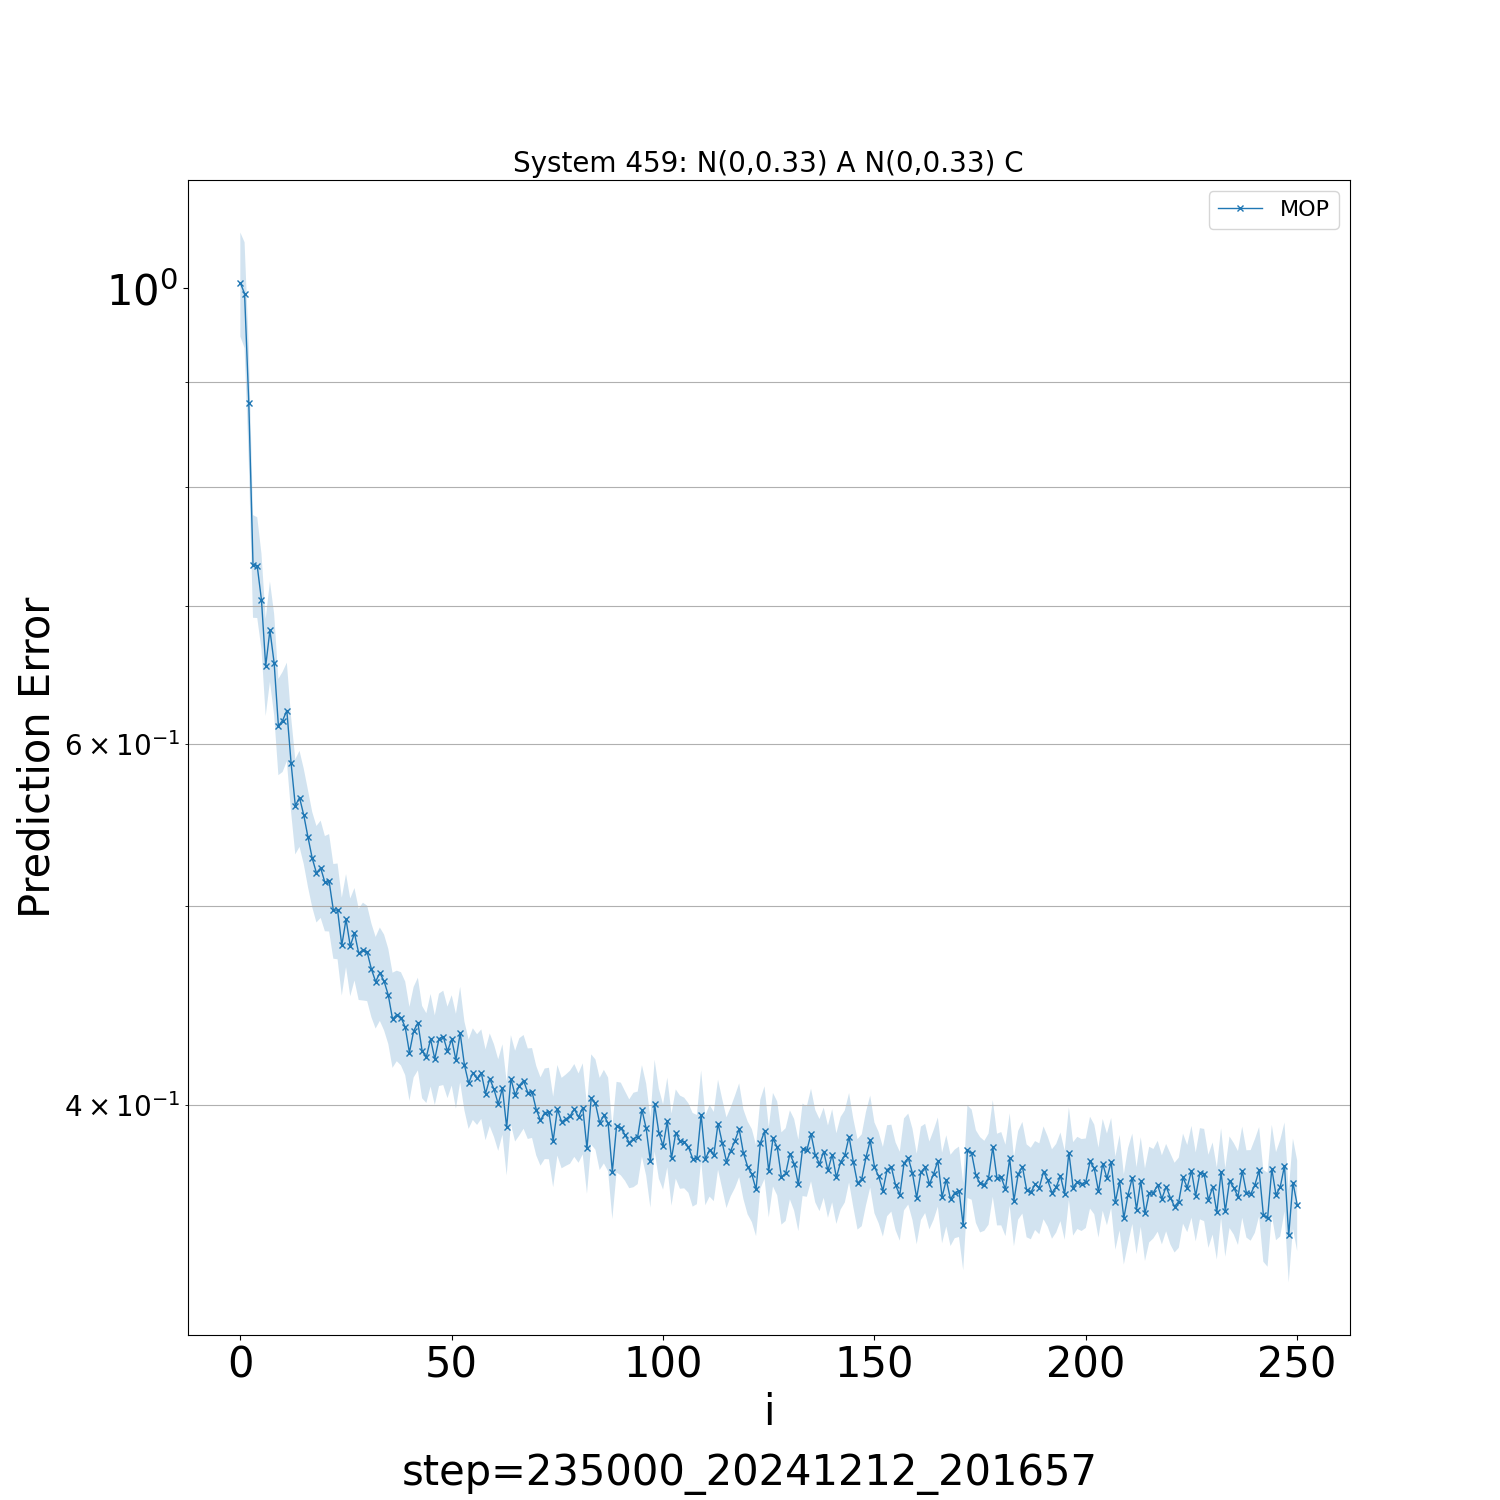 System 459: N(0,0.33) A N(0,0.33) C
MOP
10⁰
6 × 10⁻¹
4 × 10⁻¹
Prediction Error
0 50 100 150 200 250
i
step=235000_20241212_201657